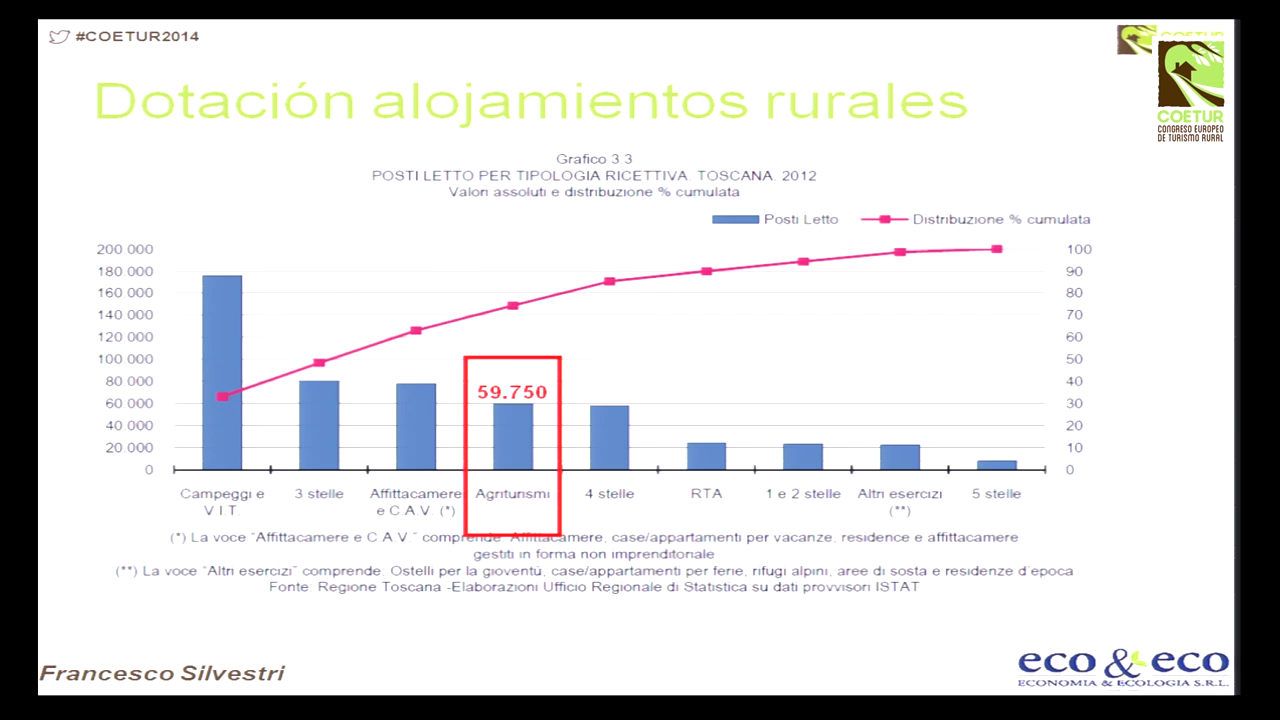 #COETUR2014
COETUR
CONGRESO EUROPEO
DE TURISMO RURAL
Dotación alojamientos rurales
Grafico 3.3
POSTI LETTO PER TIPOLOGIA RICETTIVA. TOSCANA. 2012
Valori assoluti e distribuzione % cumulata
Posti Letto
Distribuzione % cumulata
200 000
180 000
160 000
140 000
120 000
100 000
80 000
60 000
40 000
20 000
0
100
90
80
70
60
50
40
30
20
10
0
59.750
Campeggi e V.I.T.
3 stelle
Affittacamere e C.A.V. (*)
Agriturismi
4 stelle
RTA
1 e 2 stelle
Altri esercizi (**)
5 stelle
(*) La voce "Affittacamere e C.A.V." comprende: Affittacamere, case/appartamenti per vacanze, residence e affittacamere
gestiti in forma non imprenditoriale
(**) La voce "Altri esercizi" comprende: Ostelli per la gioventù, case/appartamenti per ferie, rifugi alpini, aree di sosta e residenze d'epoca
Fonte: Regione Toscana -Elaborazioni Ufficio Regionale di Statistica su dati provvisori ISTAT
Francesco Silvestri
eco & eco
ECONOMIA & ECOLOGIA S.R.L.